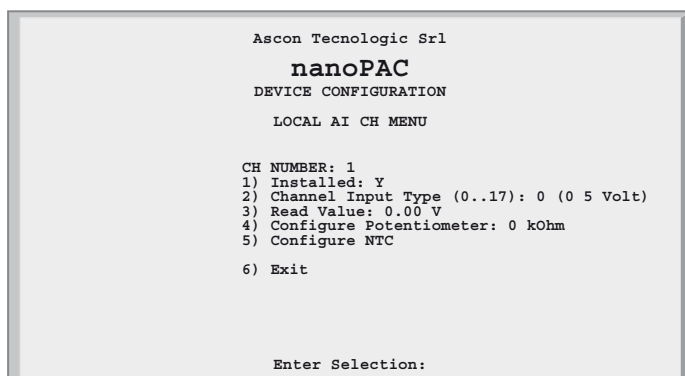 Ascon Tecnologic Srl
nanoPAC
DEVICE CONFIGURATION
LOCAL AI CH MENU
CH NUMBER: 1
1) Installed: Y
2) Channel Input Type (0..17): 0 (0 5 Volt)
3) Read Value: 0.00 V
4) Configure Potentiometer: 0 kOhm
5) Configure NTC
6) Exit
Enter Selection: